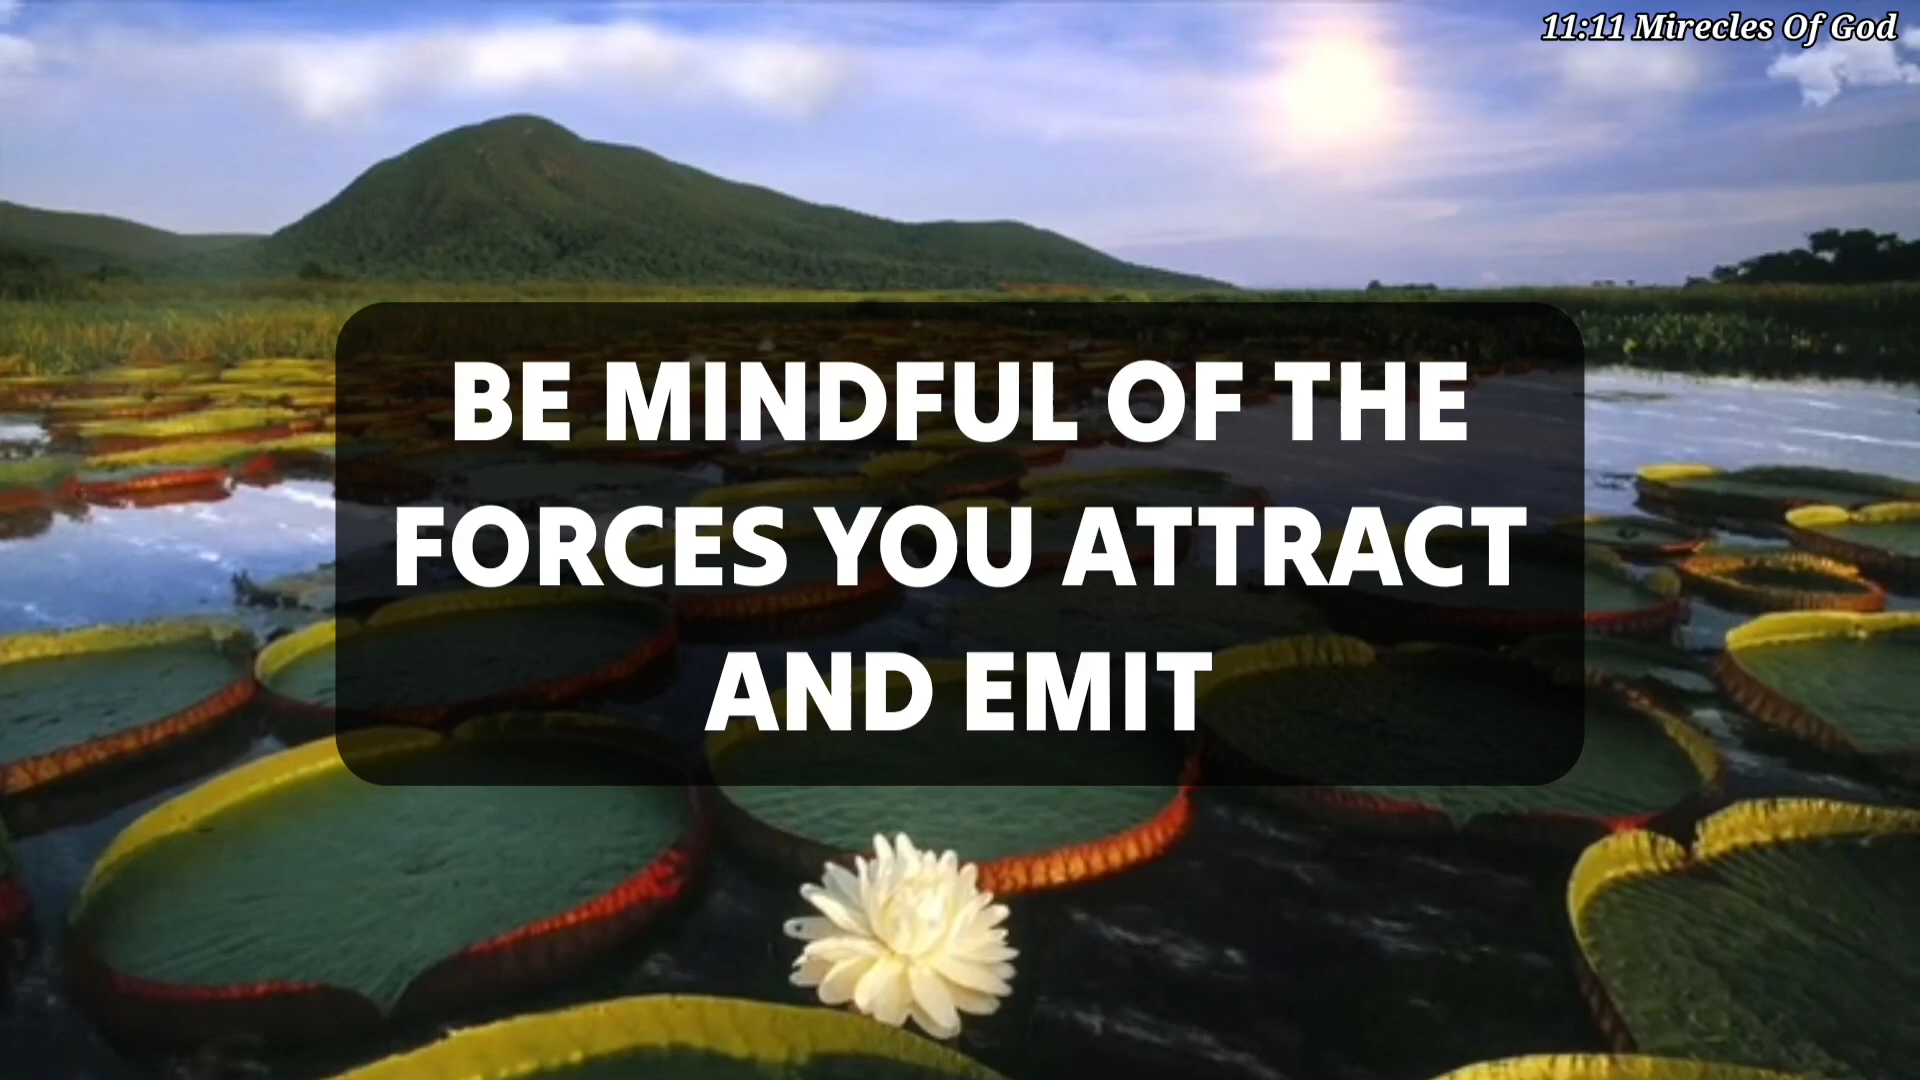 11:11 Mirecles Of God
BE MINDFUL OF THE
FORCES YOU ATTRACT
AND EMIT